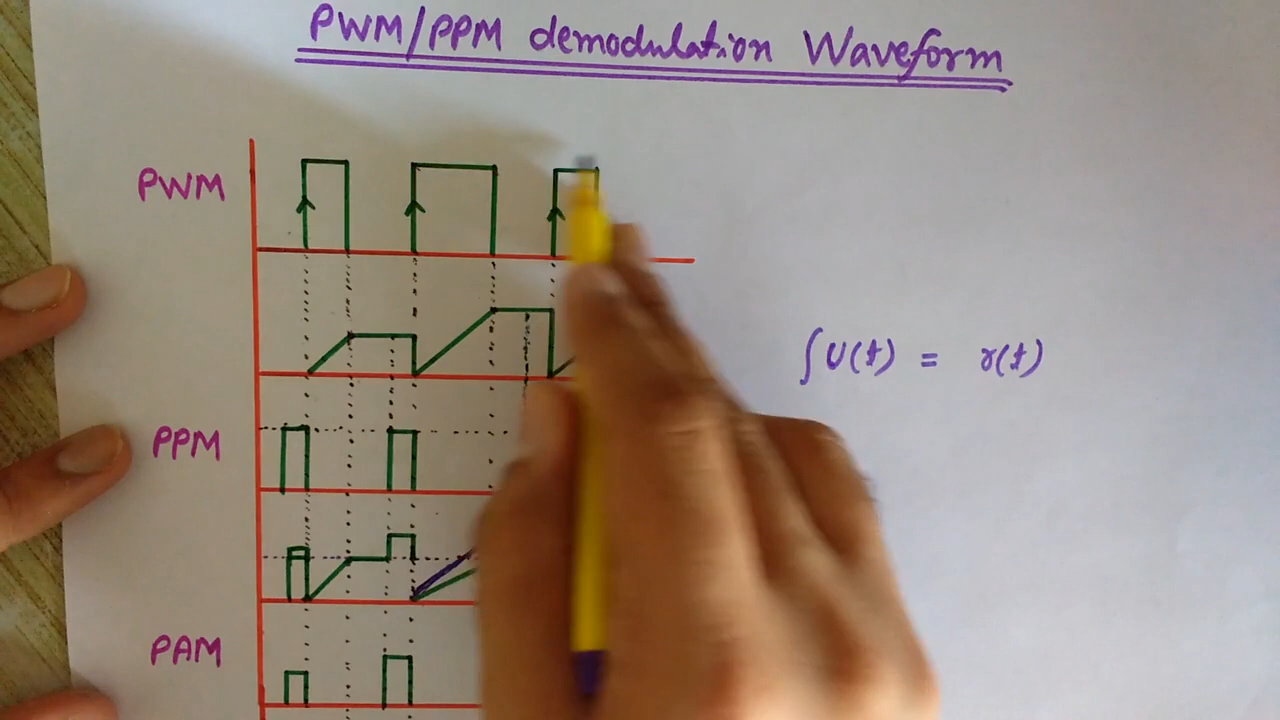 PWM/PPM demodulation Waveform
PWM
∫U(t) = r(t)
PPM
PAM